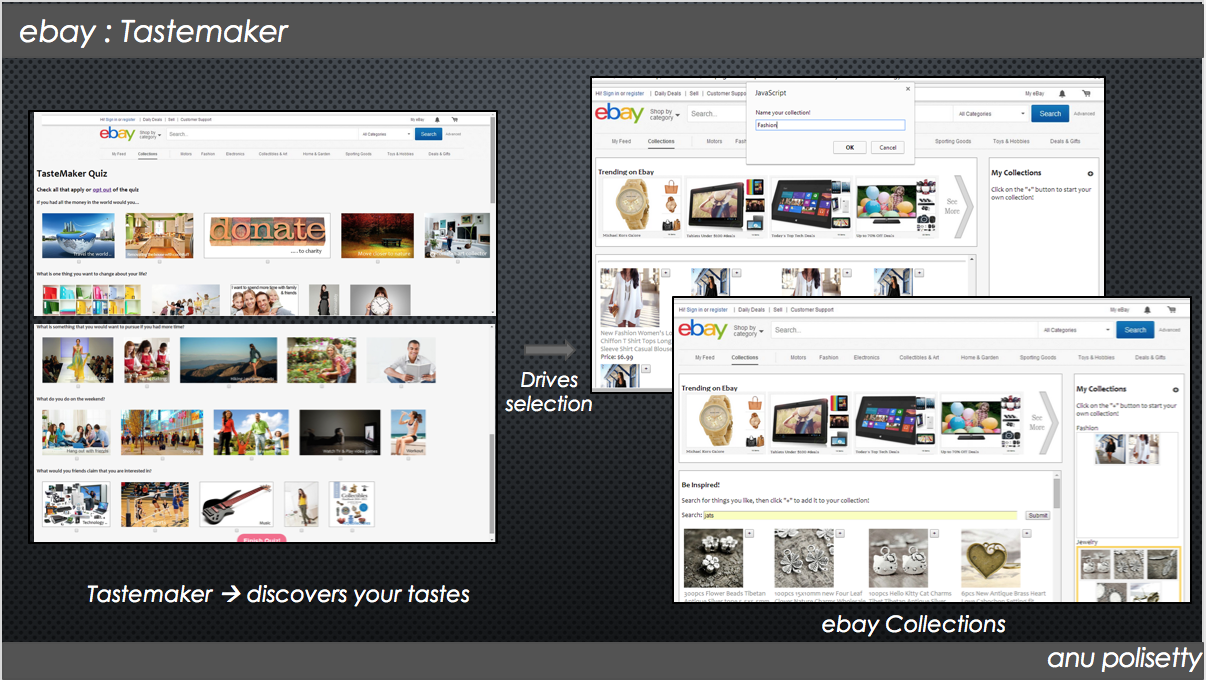 ebay : Tastemaker
Hi! Sign in or register | Daily Deals | Sell | Customer Support
My eBay
ebay
Shop by category
Search...
All Categories
Search
Advanced
My Feed
Collections
Motors
Fashion
Electronics
Collectibles & Art
Home & Garden
Sporting Goods
Toys & Hobbies
Deals & Gifts
TasteMaker Quiz
Check all that apply or opt out of the quiz
If you had all the money in the world would you...
Travel the world...
donate
....to charity
What is one thing you want to change about your life?
I want to spend more time with family & friends
What is something that you would want to pursue if you had more time?
What do you do on the weekend?
Hang out with friends
Watch TV & Play video games
Workout
What would you friends claim that you are interested in?
Technology...
Music
Collectibles
Finish Quiz!
Tastemaker → discovers your tastes
Drives
selection
Hi! Sign in or register | Daily Deals | Sell | Customer Suppo
My eBay
ebay
Shop by category
Search...
All Categories
Search
Advanced
JavaScript
Name your collection!
Fashion
OK
Cancel
My Feed
Collections
Motors
Fas
Sporting Goods
Toys & Hobbies
Deals & Gifts
Trending on Ebay
Michael Kors Galore
Tablets Under $100 Meals
Today's Top Tech Deals
Up to 70% Off Deals
See
More
My Collections
Click on the "+" button to start your
own collection!
New Fashion Women's Lo
Chiffon T Shirt Tops Long
Sleeve Shirt Casual Blouse
Price: $6.99
Hi! Sign in or register | Daily Deals | Sell | Customer Support
My eBay
ebay
Shop by category
Search...
All Categories
Search
Advanced
My Feed
Collections
Motors
Fashion
Electronics
Collectibles & Art
Home & Garden
Sporting Goods
Toys & Hobbies
Deals & Gifts
Trending on Ebay
Today's Top Tech Deals
Up to 70% Off Deals
See
More
My Collections
Click on the "+" button to start your
own collection!
Fashion
Jewelry
Be Inspired!
Search for things you like, then click "+" to add it to your collection!
Search: jats
Submit
300pcs Flower Beads Tibetan
100pcs 15x10mm new Four Leaf
100pcs Hello Kitty Cat Charms
6pcs New Antique Brass Heart
ebay Collections
anu polisetty